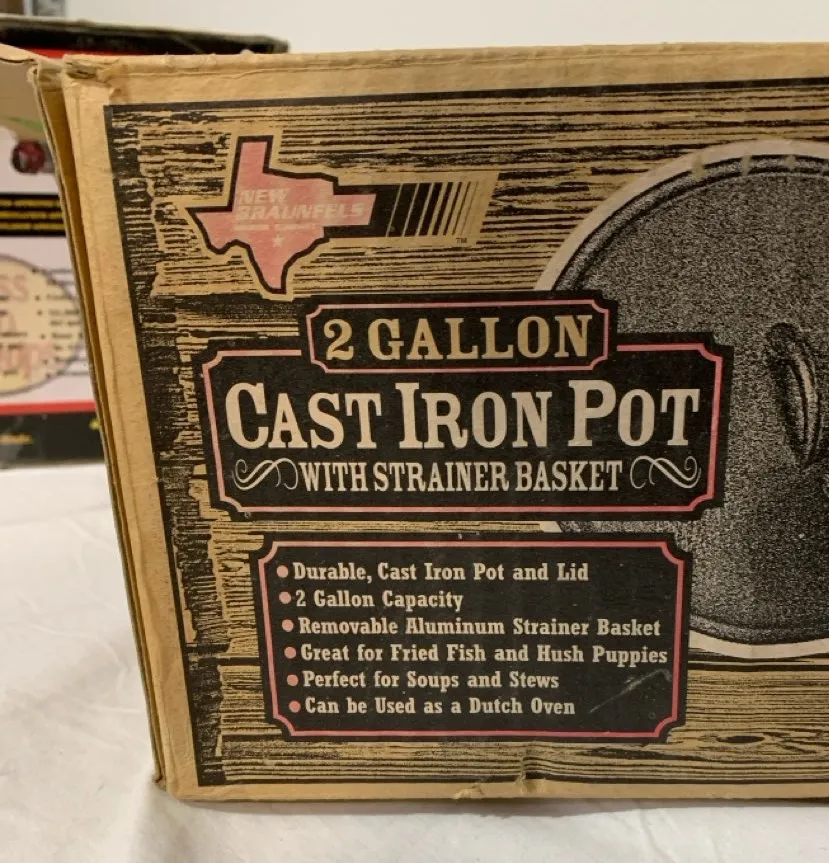 NEW
BRAUNFELS
TM
2 GALLON
CAST IRON POT
WITH STRAINER BASKET
• Durable, Cast Iron Pot and Lid
• 2 Gallon Capacity
• Removable Aluminum Strainer Basket
• Great for Fried Fish and Hush Puppies
• Perfect for Soups and Stews
• Can be Used as a Dutch Oven